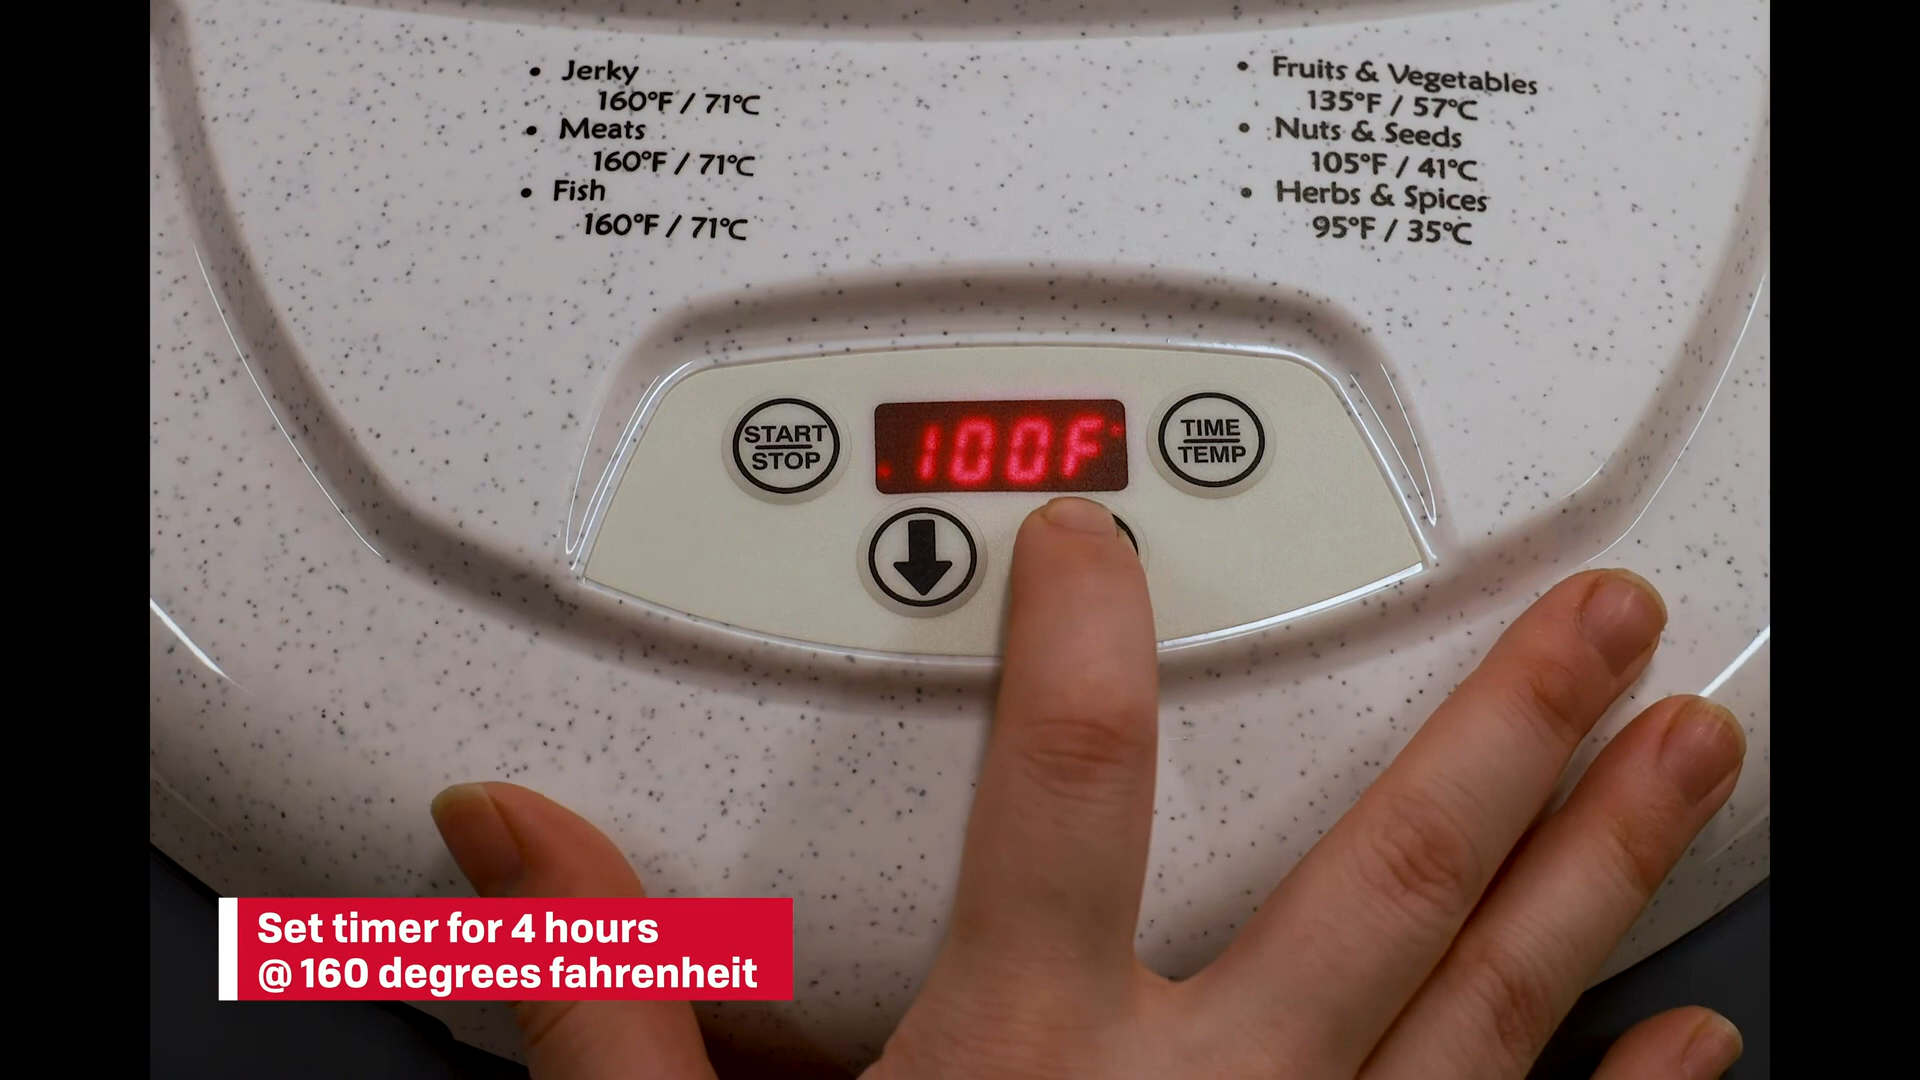 • Jerky
160°F / 71°C
• Meats
160°F / 71°C
• Fish
160°F / 71°C
• Fruits & Vegetables
135°F / 57°C
• Nuts & Seeds
105°F / 41°C
• Herbs & Spices
95°F / 35°C
START
STOP
100F
TIME
TEMP
Set timer for 4 hours
@ 160 degrees fahrenheit